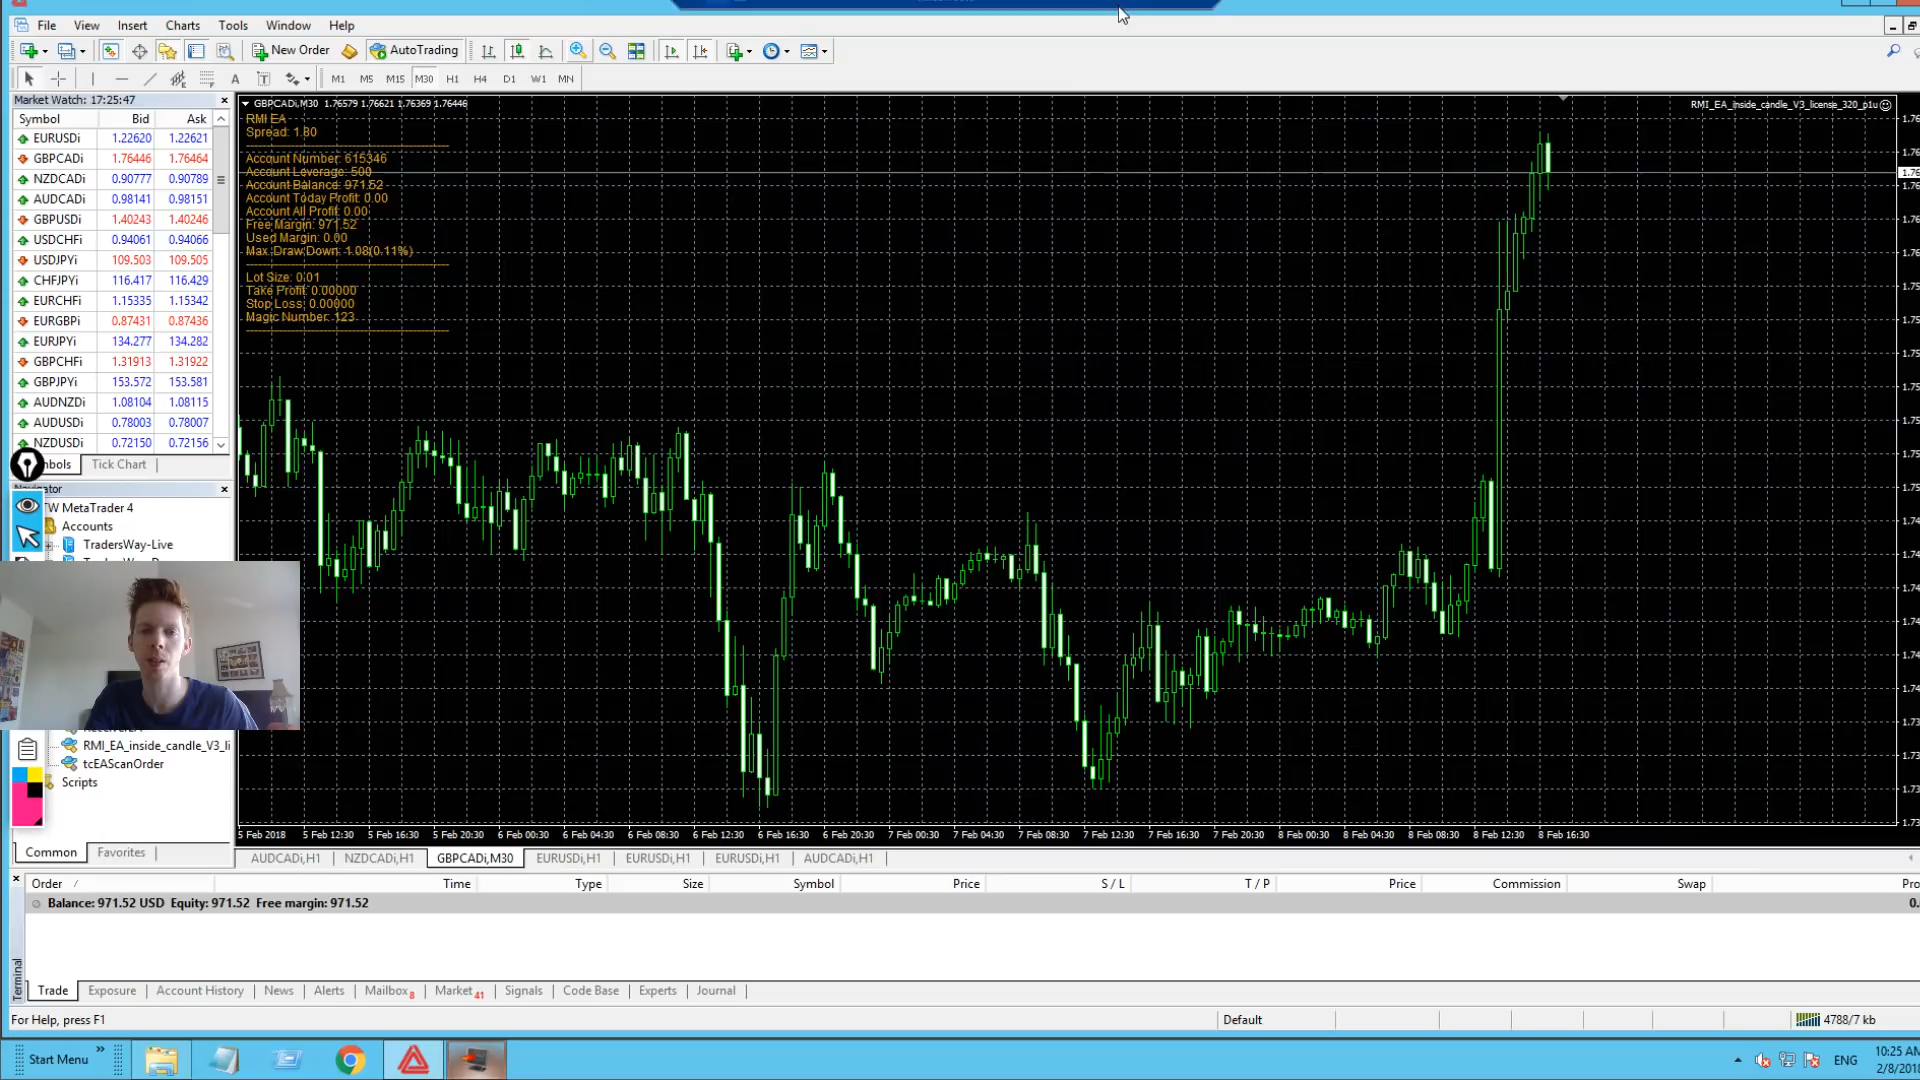 File View Insert Charts Tools Window Help
New Order AutoTrading
A T M1 M5 M15 M30 H1 H4 D1 W1 MN
Market Watch: 17:25:47
Symbol Bid Ask
EURUSDi 1.22620 1.22621
GBPCADi 1.76446 1.76464
NZDCADi 0.90777 0.90789
AUDCADi 0.98141 0.98151
GBPUSDi 1.40243 1.40246
USDCHFi 0.94061 0.94066
USDJPYi 109.503 109.505
CHFJPYi 116.417 116.429
EURCHFi 1.15335 1.15342
EURGBPi 0.87431 0.87436
EURJPYi 134.277 134.282
GBPCHFi 1.31913 1.31922
GBPJPYi 153.572 153.581
AUDNZDi 1.08104 1.08115
AUDUSDi 0.78003 0.78007
NZDUSDi 0.72150 0.72156
Tick Chart
TW MetaTrader 4
Accounts
TradersWay-Live
RMI_EA_inside_candle_V3_li
tcEAScanOrder
Scripts
Common Favorites
GBPCADi,M30 1.76579 1.76621 1.76369 1.76446
RMI_EA_inside_candle_V3_license_320_p1u
RMI EA
Spread: 1.80
Account Number: 615346
Account Leverage: 500
Account Balance: 971.52
Account Today Profit: 0.00
Account All Profit: 0.00
Free Margin: 971.52
Used Margin: 0.00
Max. Draw Down: 1.08(0.11%)
Lot Size: 0.01
Take Profit: 0.00000
Stop Loss: 0.00000
Magic Number: 123
5 Feb 2018 5 Feb 12:30 5 Feb 16:30 5 Feb 20:30 6 Feb 00:30 6 Feb 04:30 6 Feb 08:30 6 Feb 12:30 6 Feb 16:30 6 Feb 20:30 7 Feb 00:30 7 Feb 04:30 7 Feb 08:30 7 Feb 12:30 7 Feb 16:30 7 Feb 20:30 8 Feb 00:30 8 Feb 04:30 8 Feb 08:30 8 Feb 12:30 8 Feb 16:30
AUDCADi,H1 NZDCADi,H1 GBPCADi,M30 EURUSDi,H1 EURUSDi,H1 EURUSDi,H1 AUDCADi,H1
Order Time Type Size Symbol Price S / L T / P Price Commission Swap
Balance: 971.52 USD Equity: 971.52 Free margin: 971.52
Terminal
Trade Exposure Account History News Alerts Mailbox 8 Market 41 Signals Code Base Experts Journal
For Help, press F1 Default 4788/7 kb
Start Menu ENG
10:25 AM